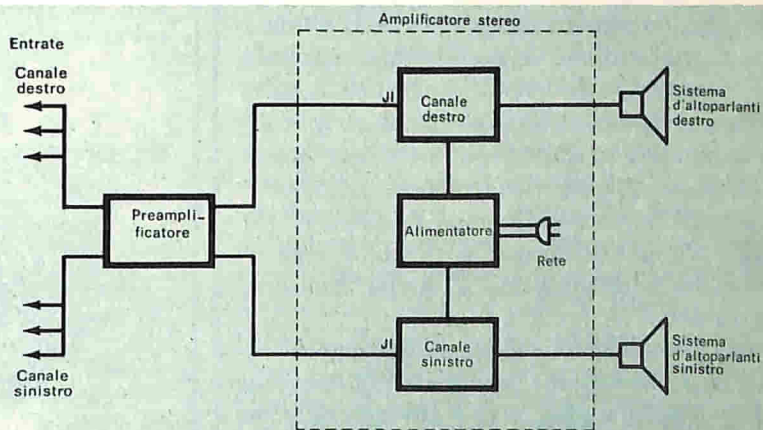 Amplificatore stereo
Entrate
Canale
destro
JI
Canale
destro
Sistema
d'altoparlanti
destro
Preampli-
ficatore
Alimentatore
Rete
JI
Canale
sinistro
Sistema
d'altoparlanti
sinistro
Canale
sinistro